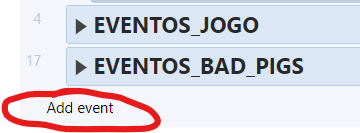 4 EVENTOS_JOGO
17 EVENTOS_BAD_PIGS
Add event